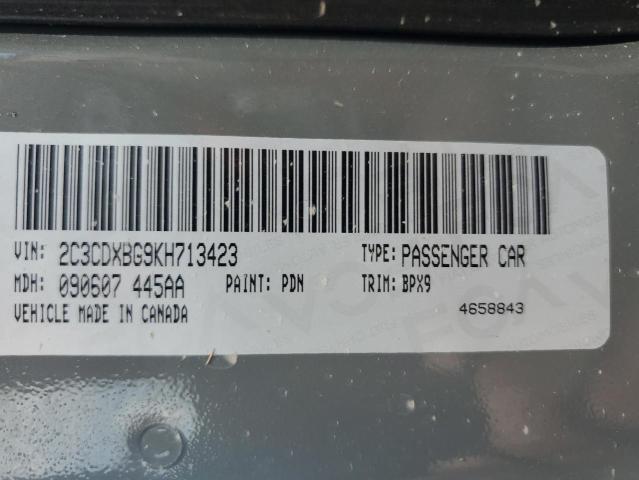 VIN: 2C3CDXBG9KH713423 TYPE: PASSENGER CAR
MDH: 090607 445AA PAINT: PDN TRIM: BPX9
VEHICLE MADE IN CANADA 4658843